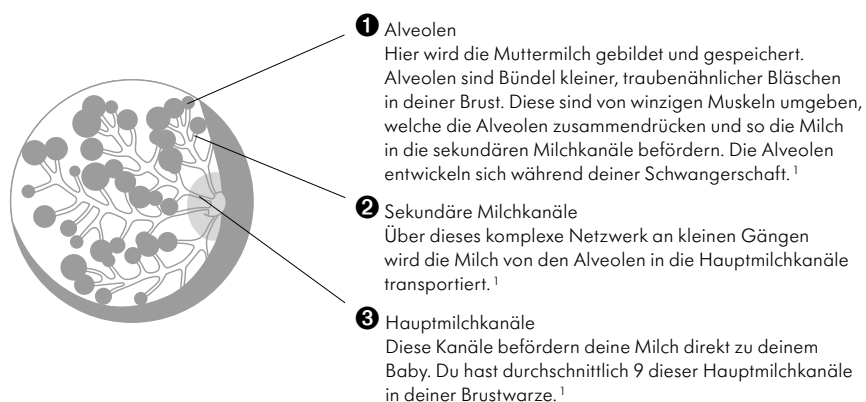 ❶ Alveolen
Hier wird die Muttermilch gebildet und gespeichert.
Alveolen sind Bündel kleiner, traubenähnlicher Bläschen
in deiner Brust. Diese sind von winzigen Muskeln umgeben,
welche die Alveolen zusammendrücken und so die Milch
in die sekundären Milchkanäle befördern. Die Alveolen
entwickeln sich während deiner Schwangerschaft.¹
❷ Sekundäre Milchkanäle
Über dieses komplexe Netzwerk an kleinen Gängen
wird die Milch von den Alveolen in die Hauptmilchkanäle
transportiert.¹
❸ Hauptmilchkanäle
Diese Kanäle befördern deine Milch direkt zu deinem
Baby. Du hast durchschnittlich 9 dieser Hauptmilchkanäle
in deiner Brustwarze.¹